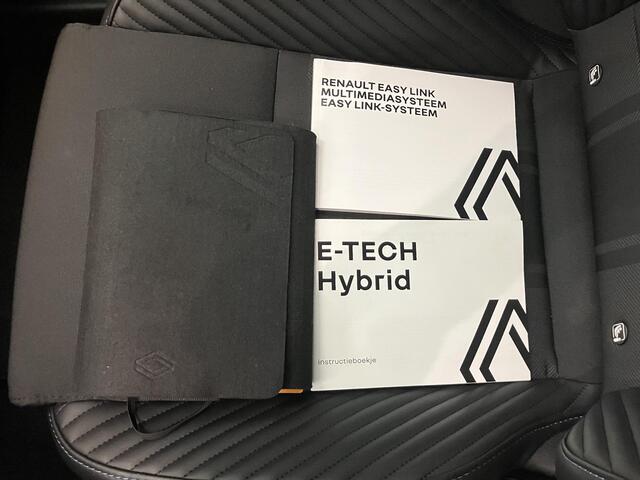 RENAULT EASY LINK
MULTIMEDIASYSTEEM
EASY LINK-SYSTEEM
E-TECH
Hybrid
instructieboekje